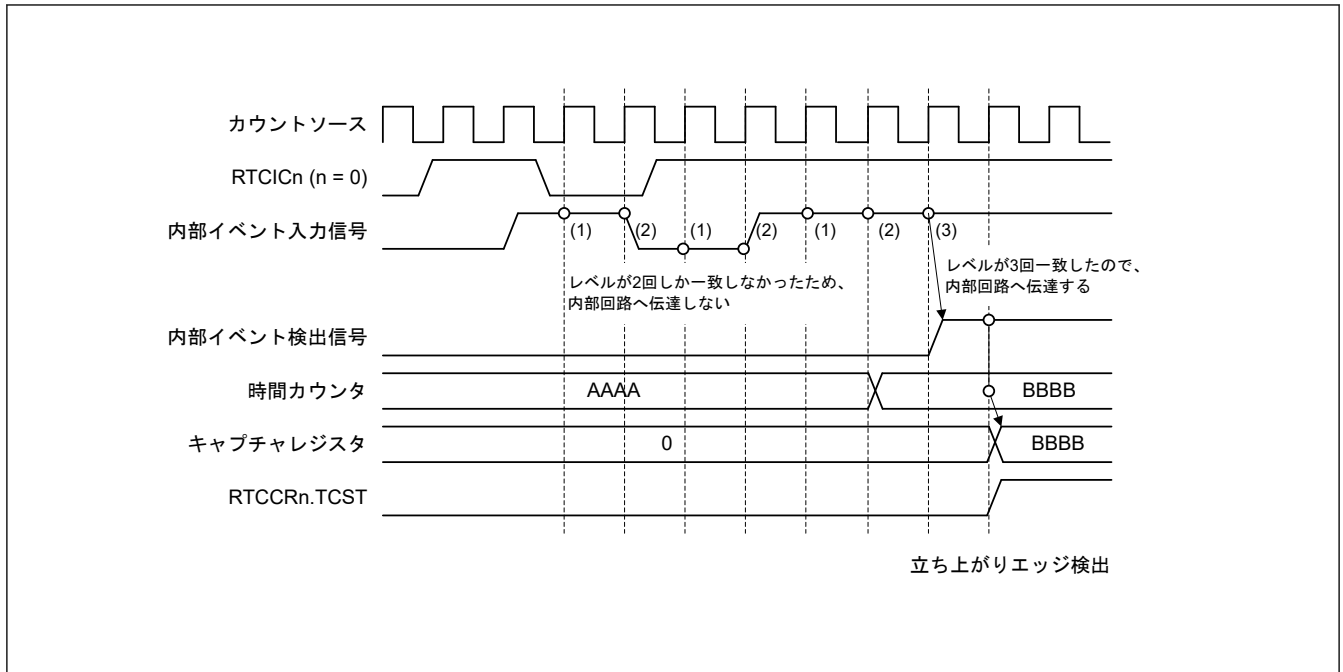 カウントソース
RTCICn (n = 0)
内部イベント入力信号
(1) (2) (1) (2) (1) (2) (3)
レベルが2回しか一致しなかったため、
内部回路へ伝達しない
レベルが3回一致したので、
内部回路へ伝達する
内部イベント検出信号
時間カウンタ AAAA BBBB
キャプチャレジスタ 0 BBBB
RTCCRn.TCST
立ち上がりエッジ検出